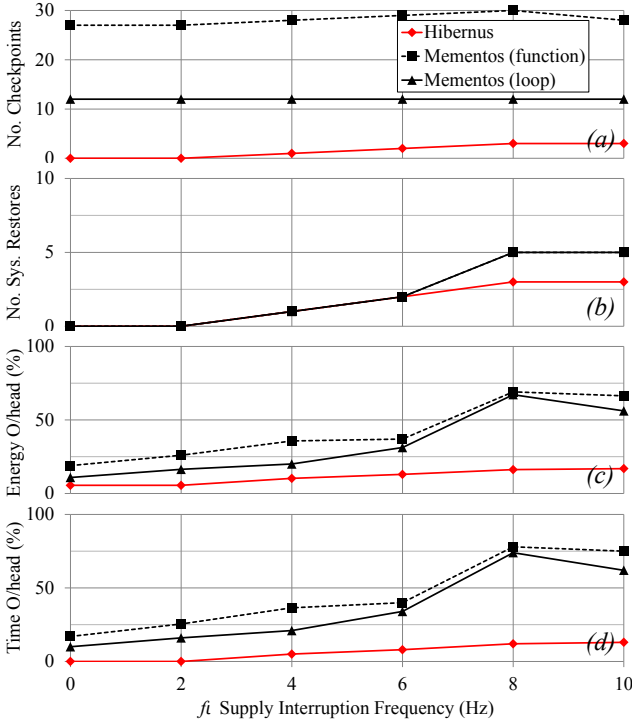 30
20
10
0
No. Checkpoints
Hibernus
Mementos (function)
Mementos (loop)
(a)
10
5
0
No. Sys. Restores
(b)
100
50
0
Energy O/head (%)
(c)
100
50
0
Time O/head (%)
(d)
0 2 4 6 8 10
fi Supply Interruption Frequency (Hz)